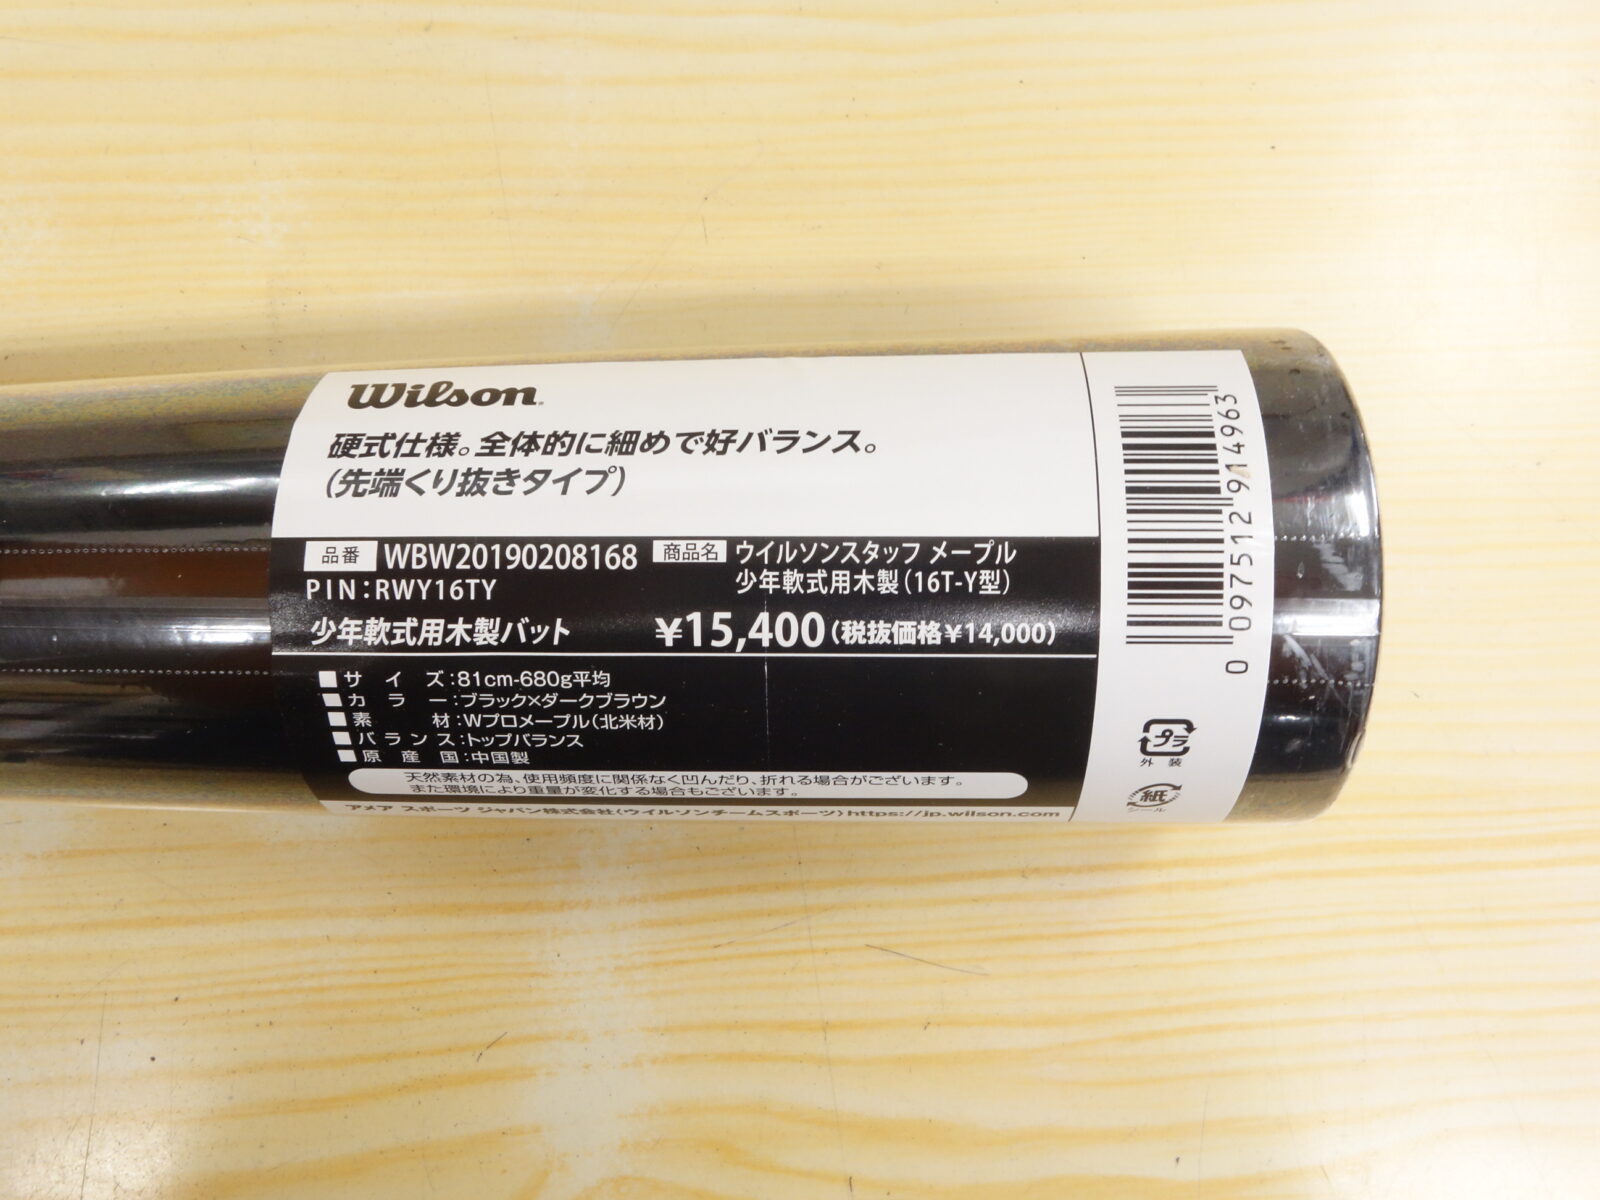 Wilson
硬式仕様。全体的に細めで好バランス。
(先端くり抜きタイプ)
品番 WBW20190208168
PIN:RWY16TY
商品名 ウイルソンスタッフ メープル
少年軟式用木製(16T-Y型)
少年軟式用木製バット ¥15,400(税抜価格¥14,000)
■サイズ:81cm-680g平均
■カラー:ブラック×ダークブラウン
■素材:Wプロメープル(北米材)
■バランス:トップバランス
■原産国:中国製
天然素材の為、使用頻度に関係なく凹んだり、折れる場合がございます。
また環境により重量が変化する場合もございます。
アメア スポーツ ジャパン株式会社(ウイルソンチームスポーツ)https://jp.wilson.com
0 097512 914963
プラ
外装
紙
シール